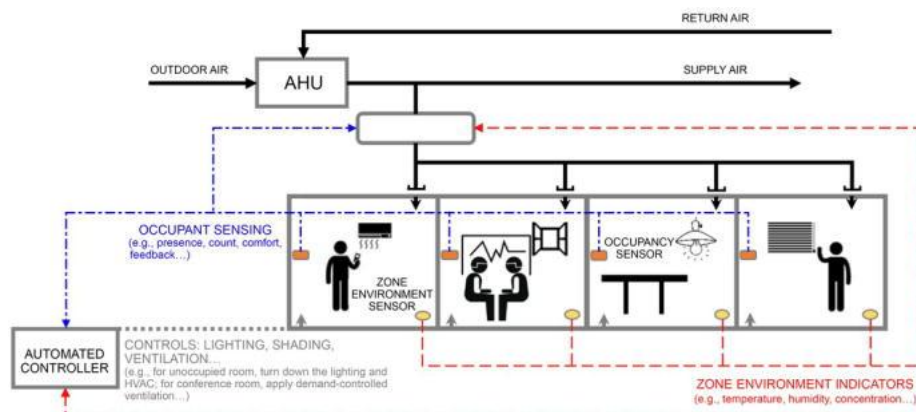 RETURN AIR
OUTDOOR AIR
AHU
SUPPLY AIR
OCCUPANT SENSING
(e.g., presence, count, comfort,
feedback...)
ZONE
ENVIRONMENT
SENSOR
OCCUPANCY
SENSOR
AUTOMATED
CONTROLLER
CONTROLS: LIGHTING, SHADING,
VENTILATION...
(e.g., for unoccupied room, turn down the lighting and
HVAC; for conference room, apply demand-controlled
ventilation...)
ZONE ENVIRONMENT INDICATORS
(e.g., temperature, humidity, concentration...)